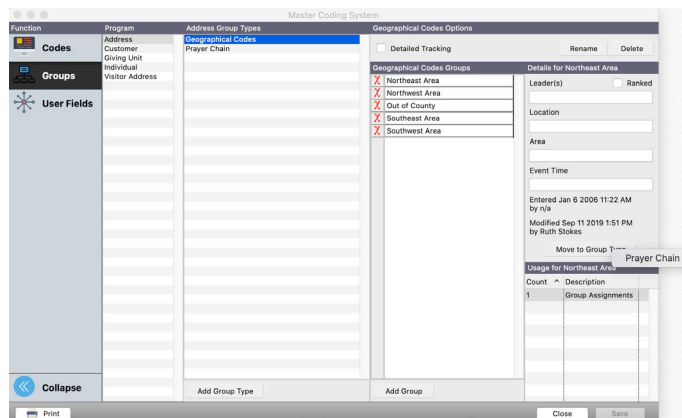 Master Coding System
Function
Codes
Groups
User Fields
Collapse
Program
Address
Customer
Giving Unit
Individual
Visitor Address
Address Group Types
Geographical Codes
Prayer Chain
Add Group Type
Geographical Codes Options
Detailed Tracking
Rename
Delete
Geographical Codes Groups
Northeast Area
Northwest Area
Out of County
Southeast Area
Southwest Area
Add Group
Details for Northeast Area
Leader(s)
Ranked
Location
Area
Event Time
Entered Jan 6 2006 11:22 AM
by n/a
Modified Sep 11 2019 1:51 PM
by Ruth Stokes
Move to Group Type
Prayer Chain
Usage for Northeast Area
Count ^ Description
1 Group Assignments
Print
Close
Save